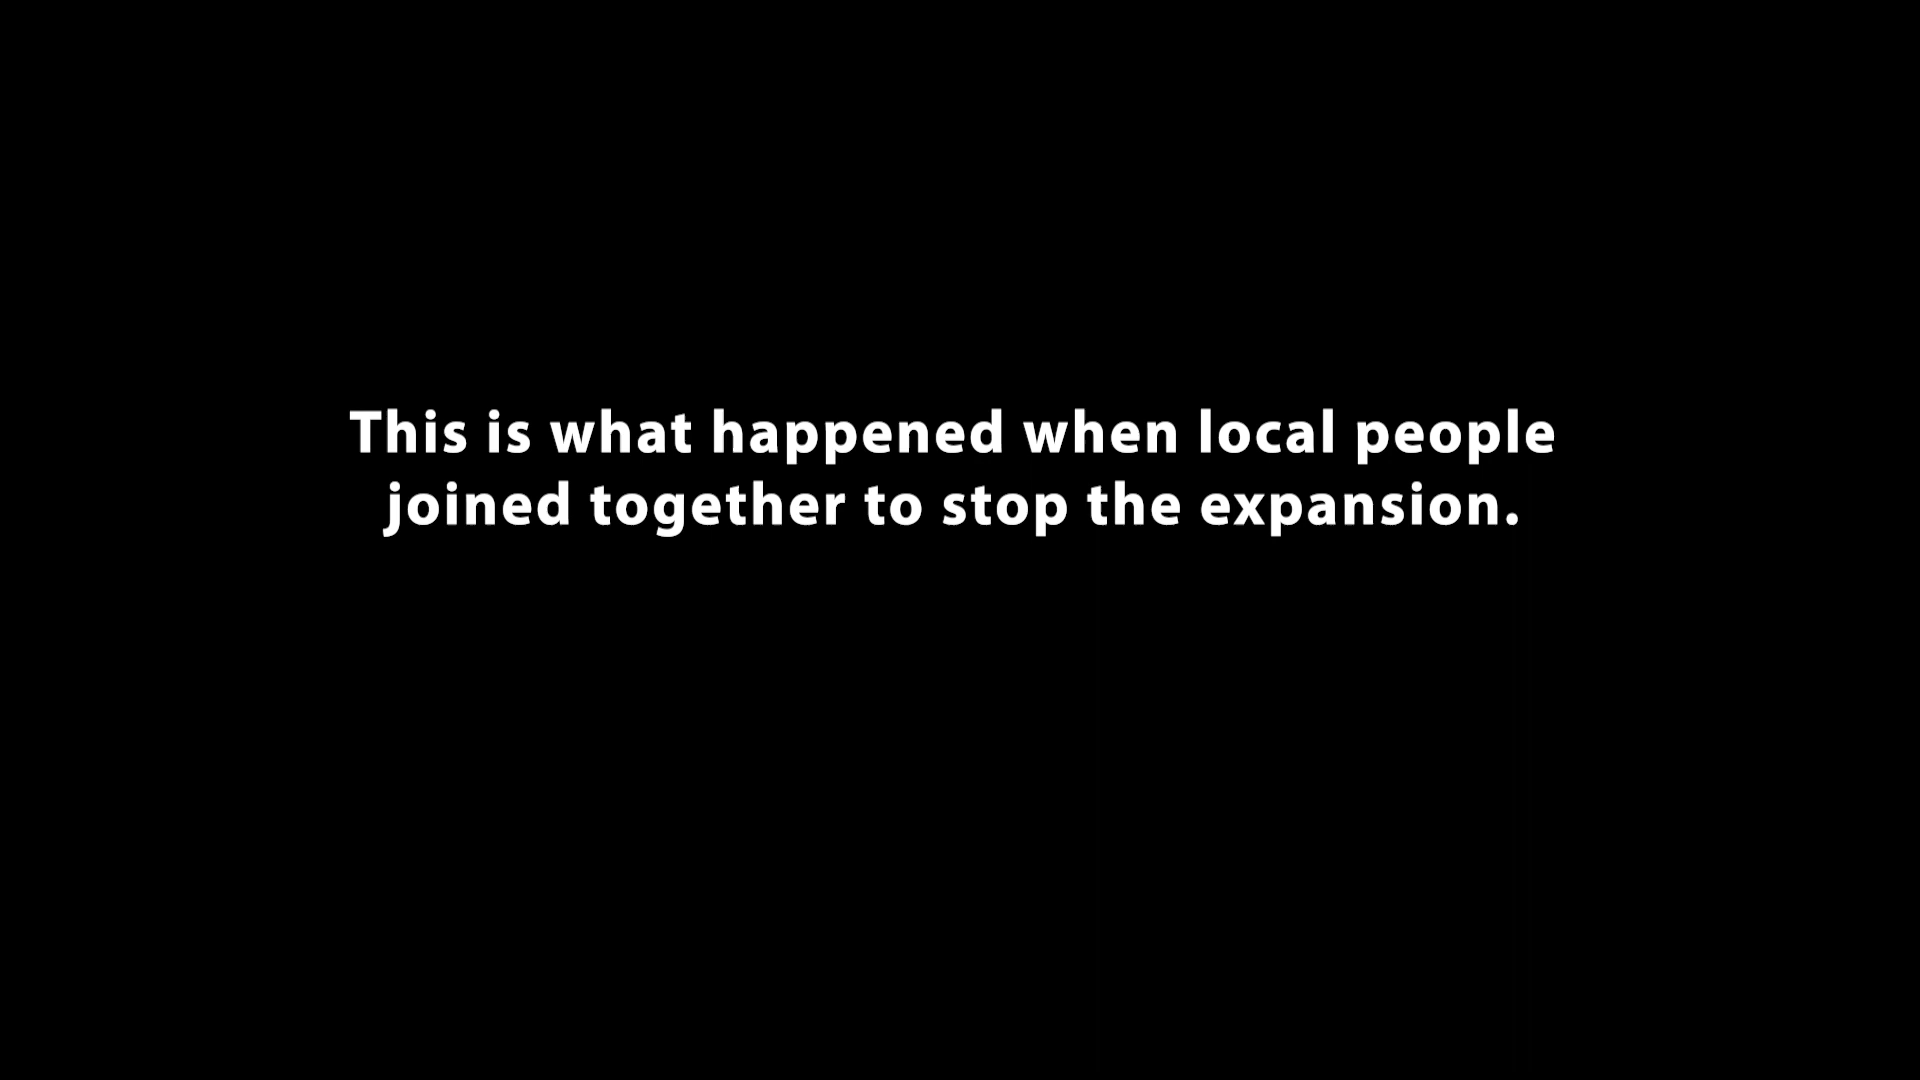 This is what happened when local people
joined together to stop the expansion.